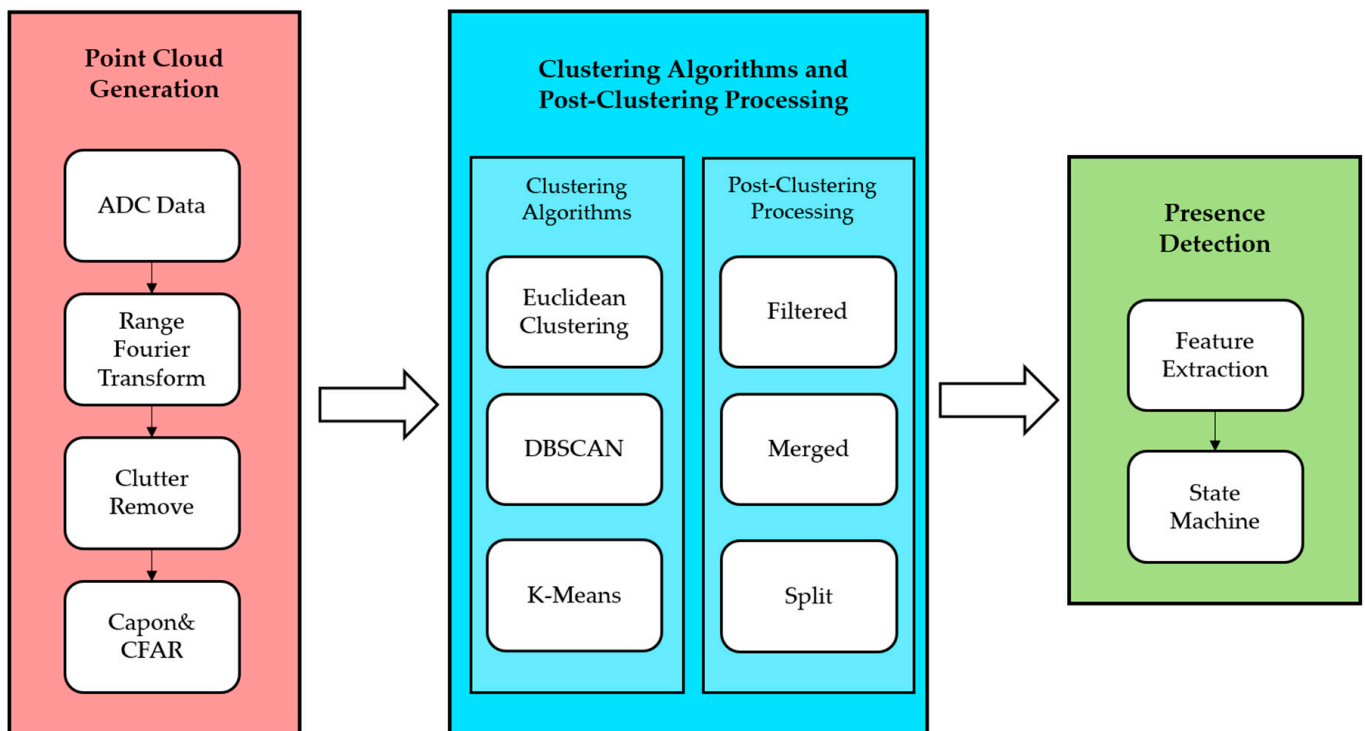 Point Cloud
Generation
ADC Data
Range
Fourier
Transform
Clutter
Remove
Capon&
CFAR
Clustering Algorithms and
Post-Clustering Processing
Clustering
Algorithms
Euclidean
Clustering
DBSCAN
K-Means
Post-Clustering
Processing
Filtered
Merged
Split
Presence
Detection
Feature
Extraction
State
Machine